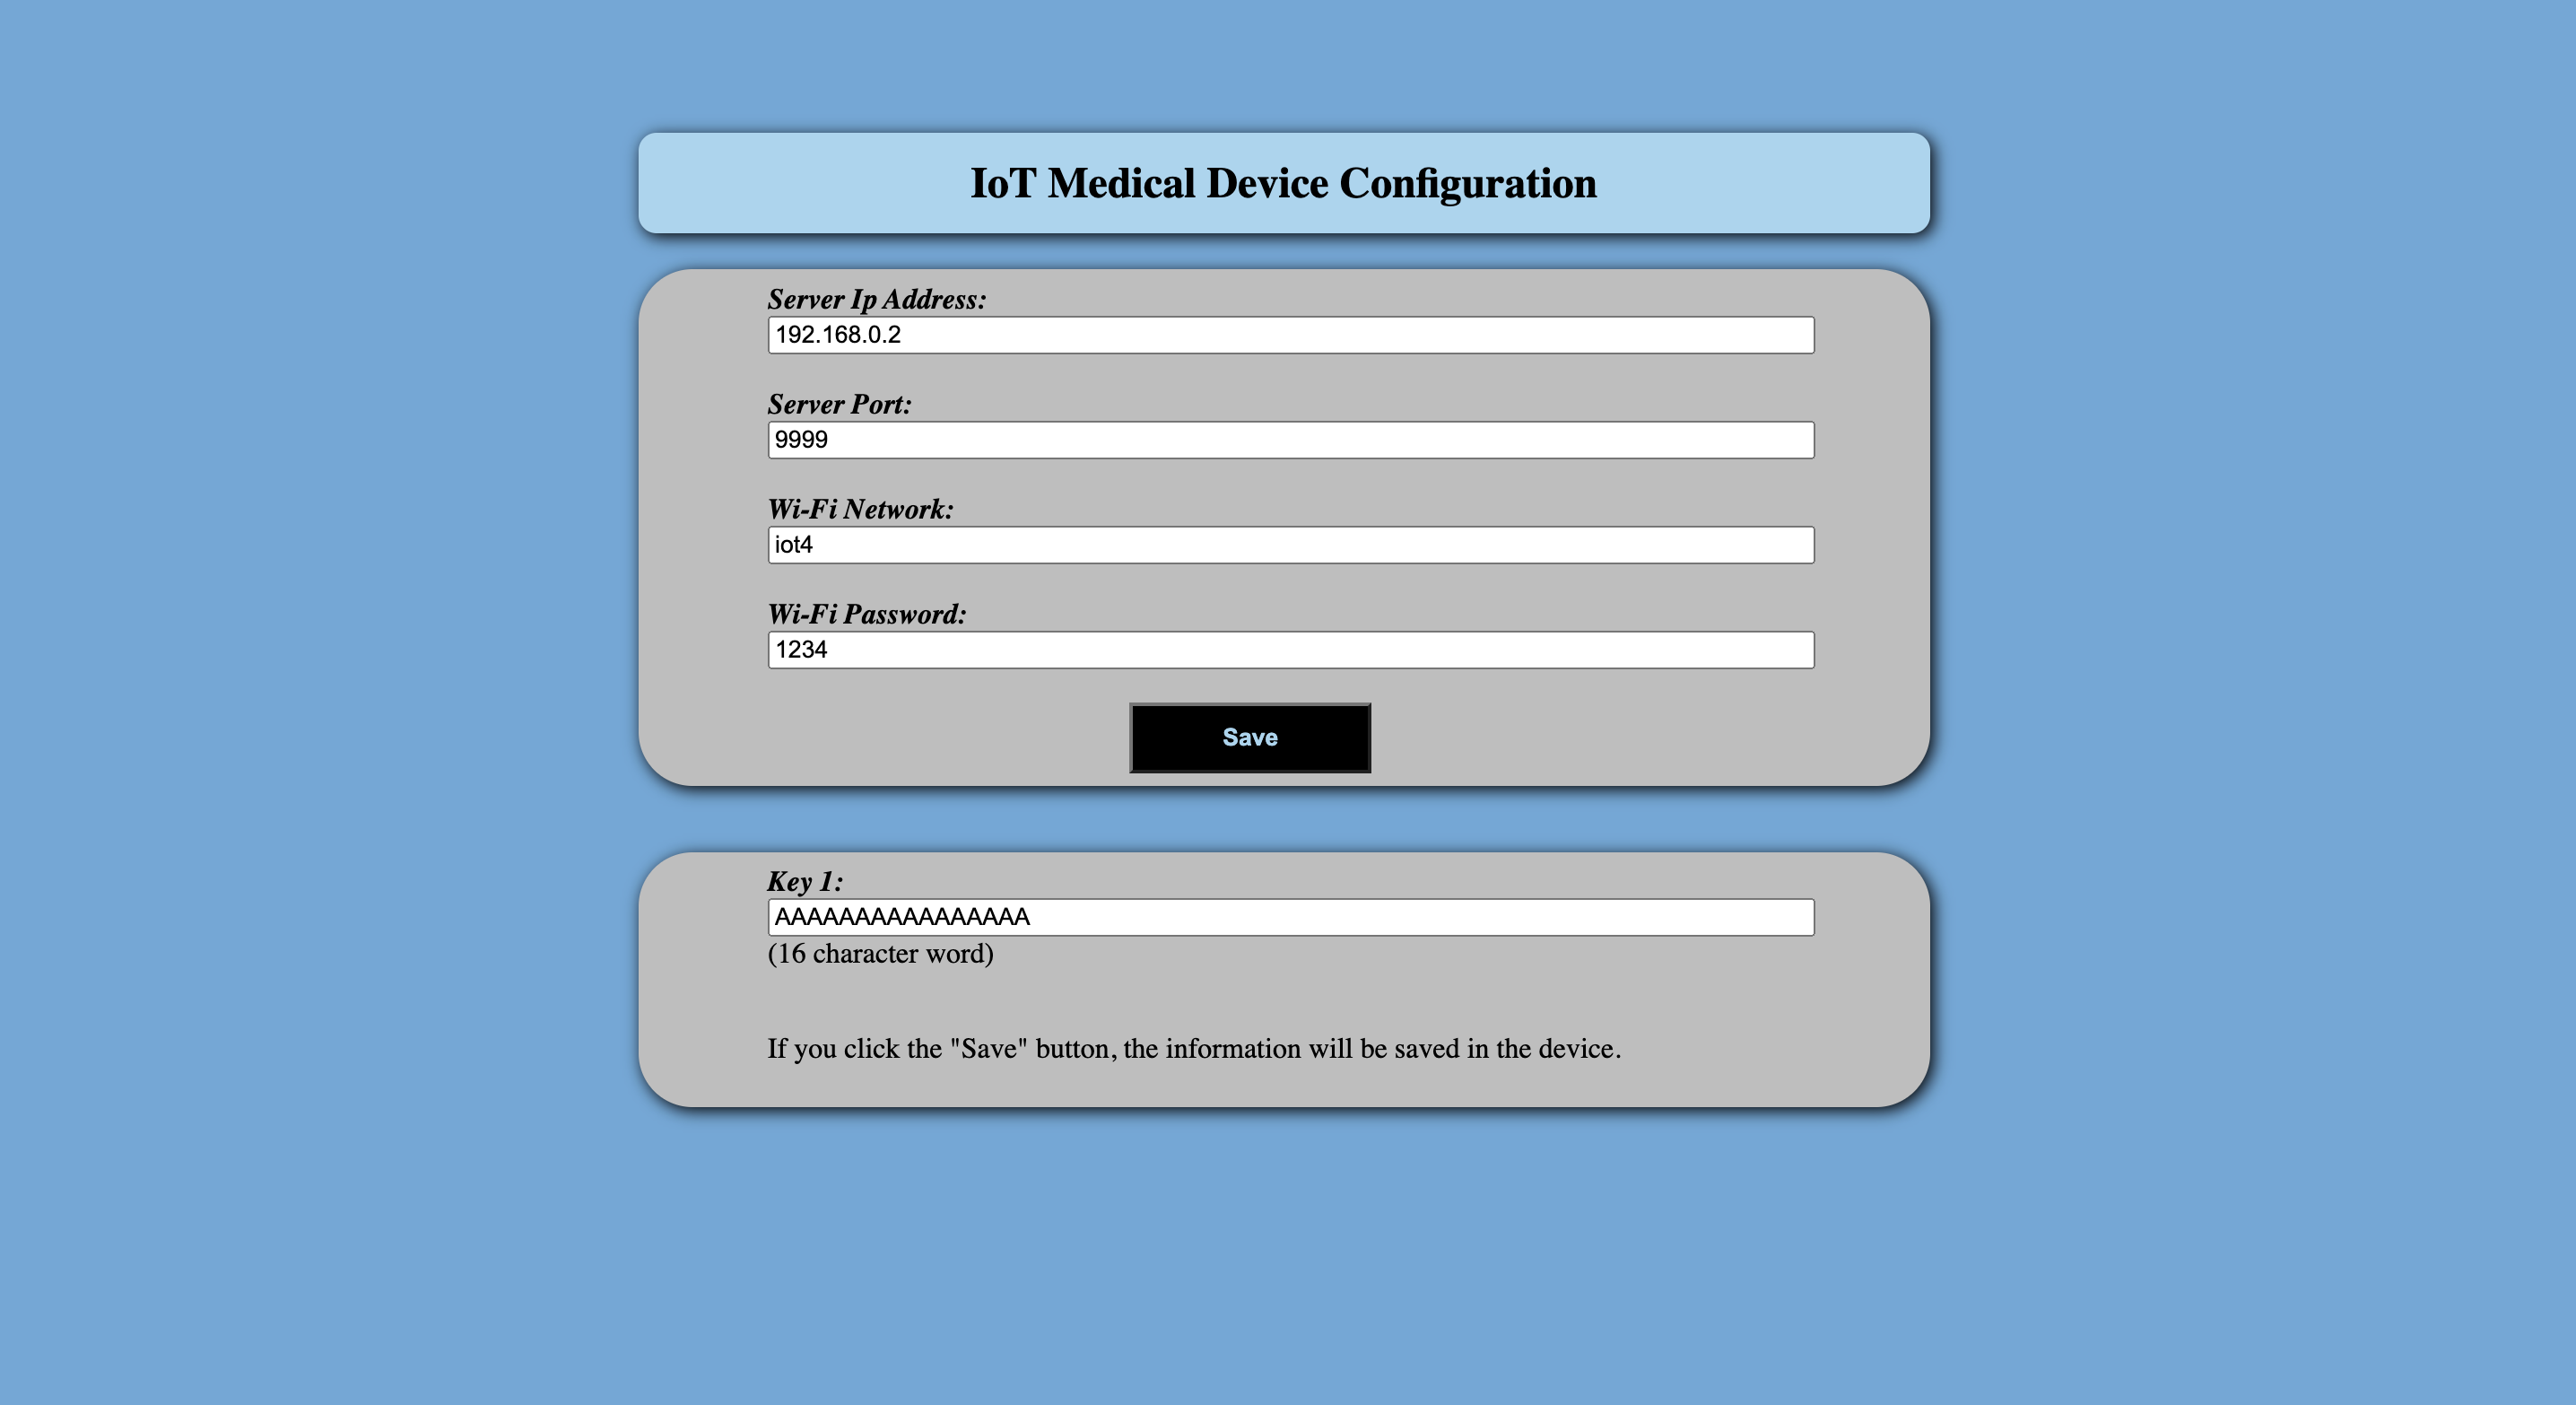 IoT Medical Device Configuration
Server Ip Address:
192.168.0.2
Server Port:
9999
Wi-Fi Network:
iot4
Wi-Fi Password:
1234
Save
Key 1:
AAAAAAAAAAAAAAAA
(16 character word)
If you click the "Save" button, the information will be saved in the device.